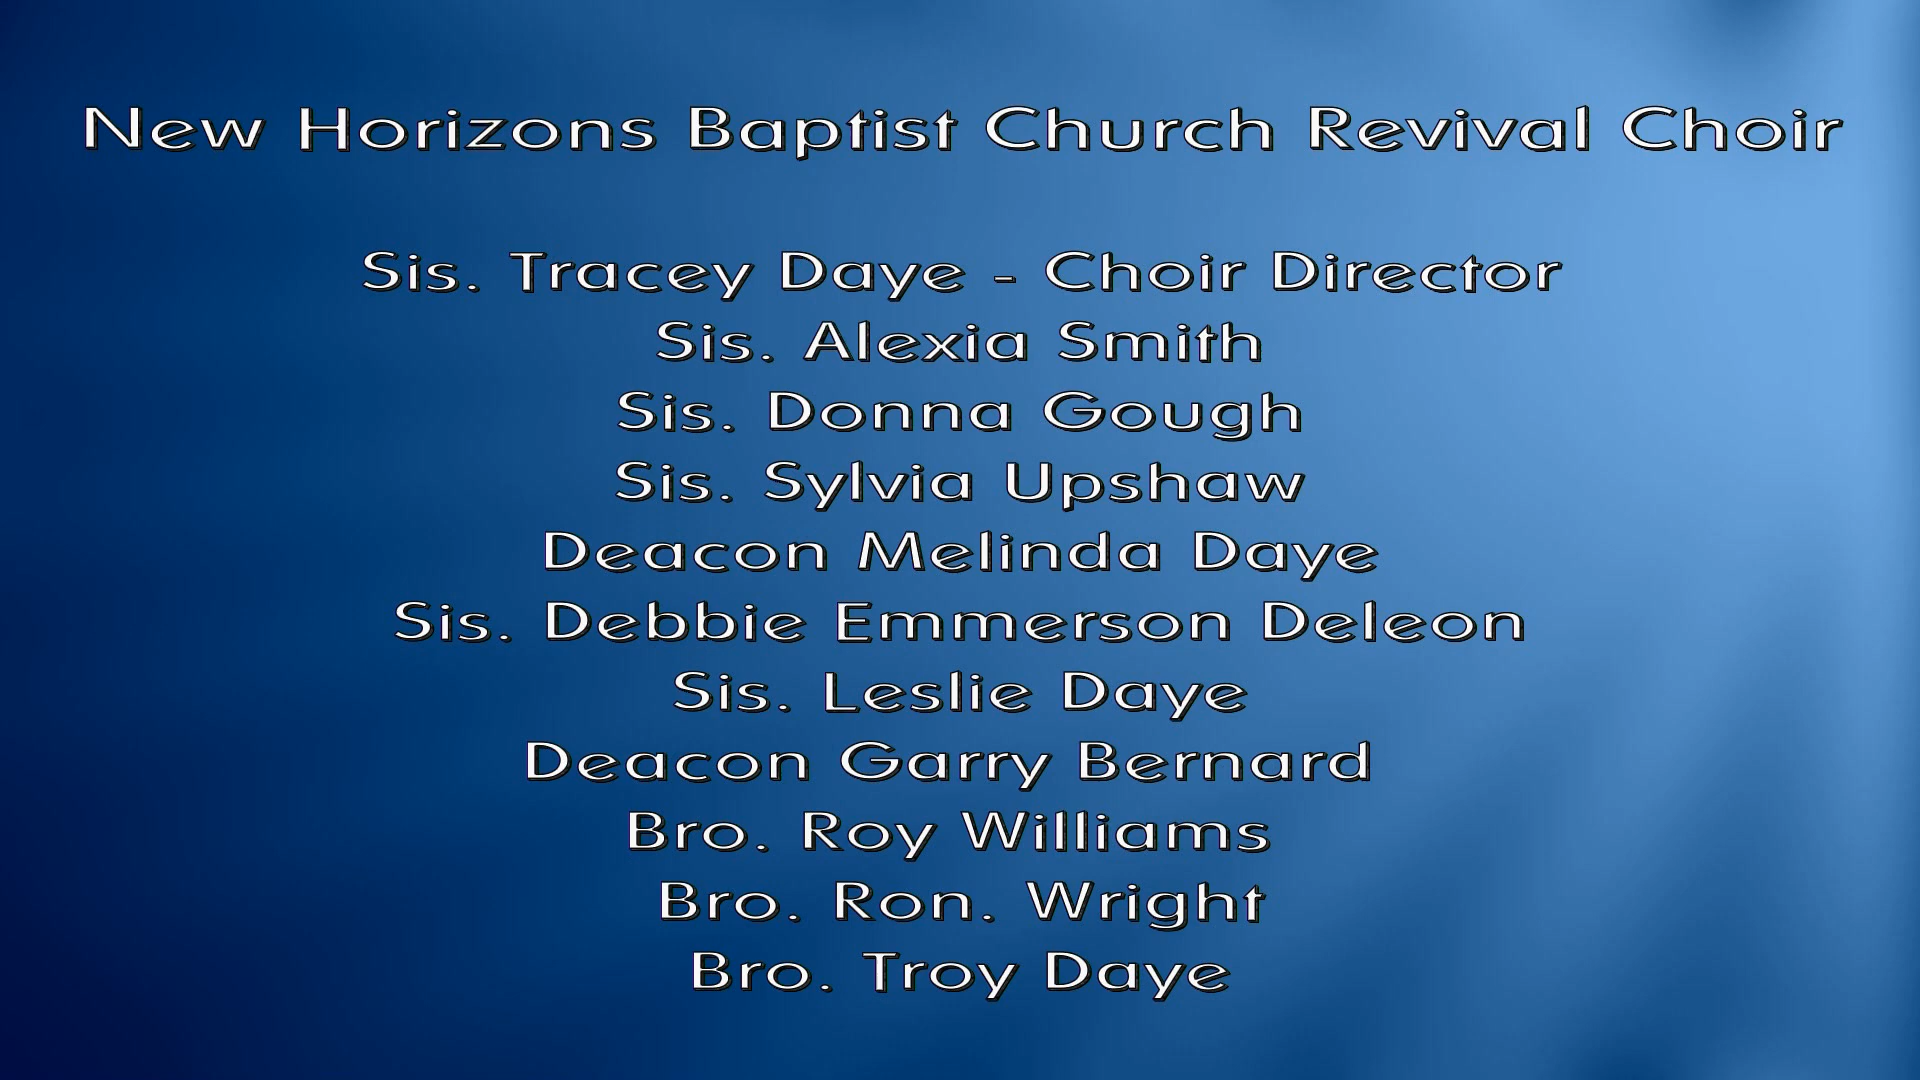 New Horizons Baptist Church Revival Choir
Sis. Tracey Daye - Choir Director
Sis. Alexia Smith
Sis. Donna Gough
Sis. Sylvia Upshaw
Deacon Melinda Daye
Sis. Debbie Emmerson Deleon
Sis. Leslie Daye
Deacon Garry Bernard
Bro. Roy Williams
Bro. Ron. Wright
Bro. Troy Daye